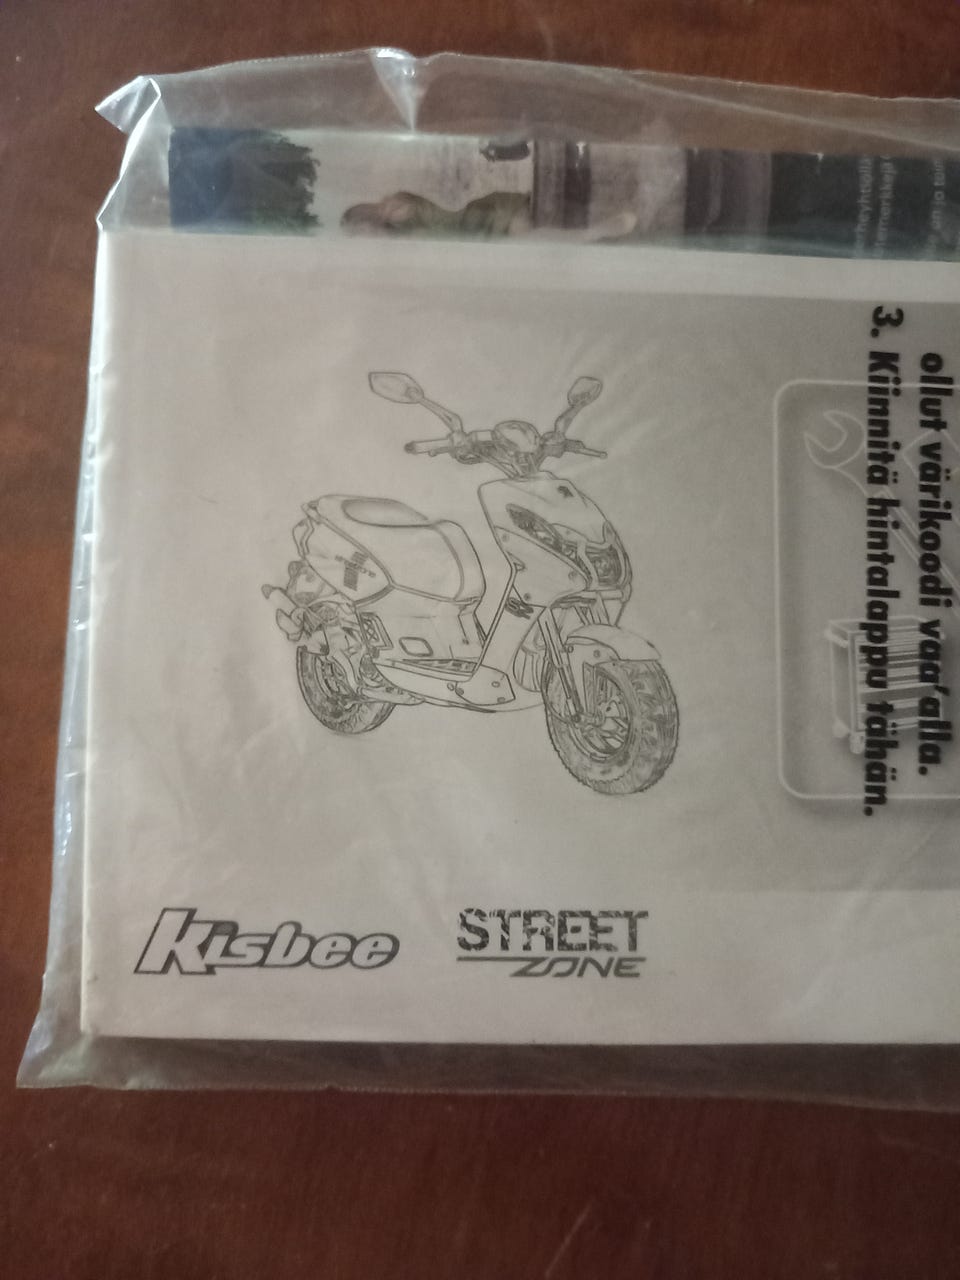 Kisbee
STREET
ZONE
ollut värikoodi vaa'alla.
3. Kiinnitä hintalappu tähän.